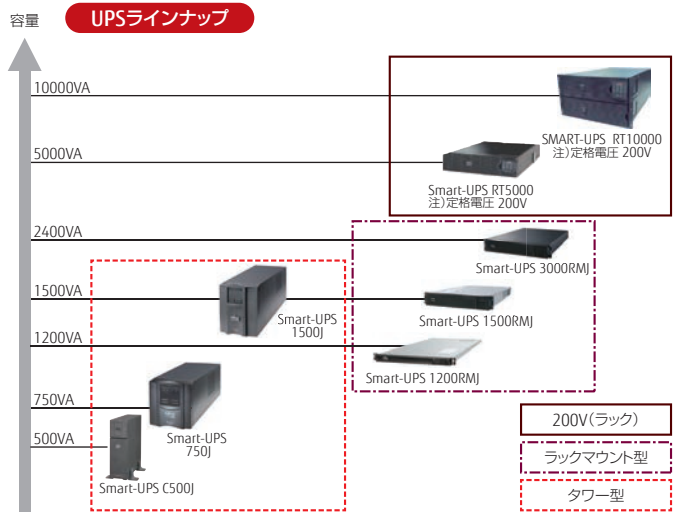 容量
UPSラインナップ
10000VA
SMART-UPS RT10000
注)定格電圧 200V
5000VA
Smart-UPS RT5000
注)定格電圧 200V
2400VA
Smart-UPS 3000RMJ
1500VA
Smart-UPS
1500J
Smart-UPS 1500RMJ
1200VA
Smart-UPS 1200RMJ
750VA
Smart-UPS
750J
500VA
Smart-UPS C500J
200V(ラック)
ラックマウント型
タワー型